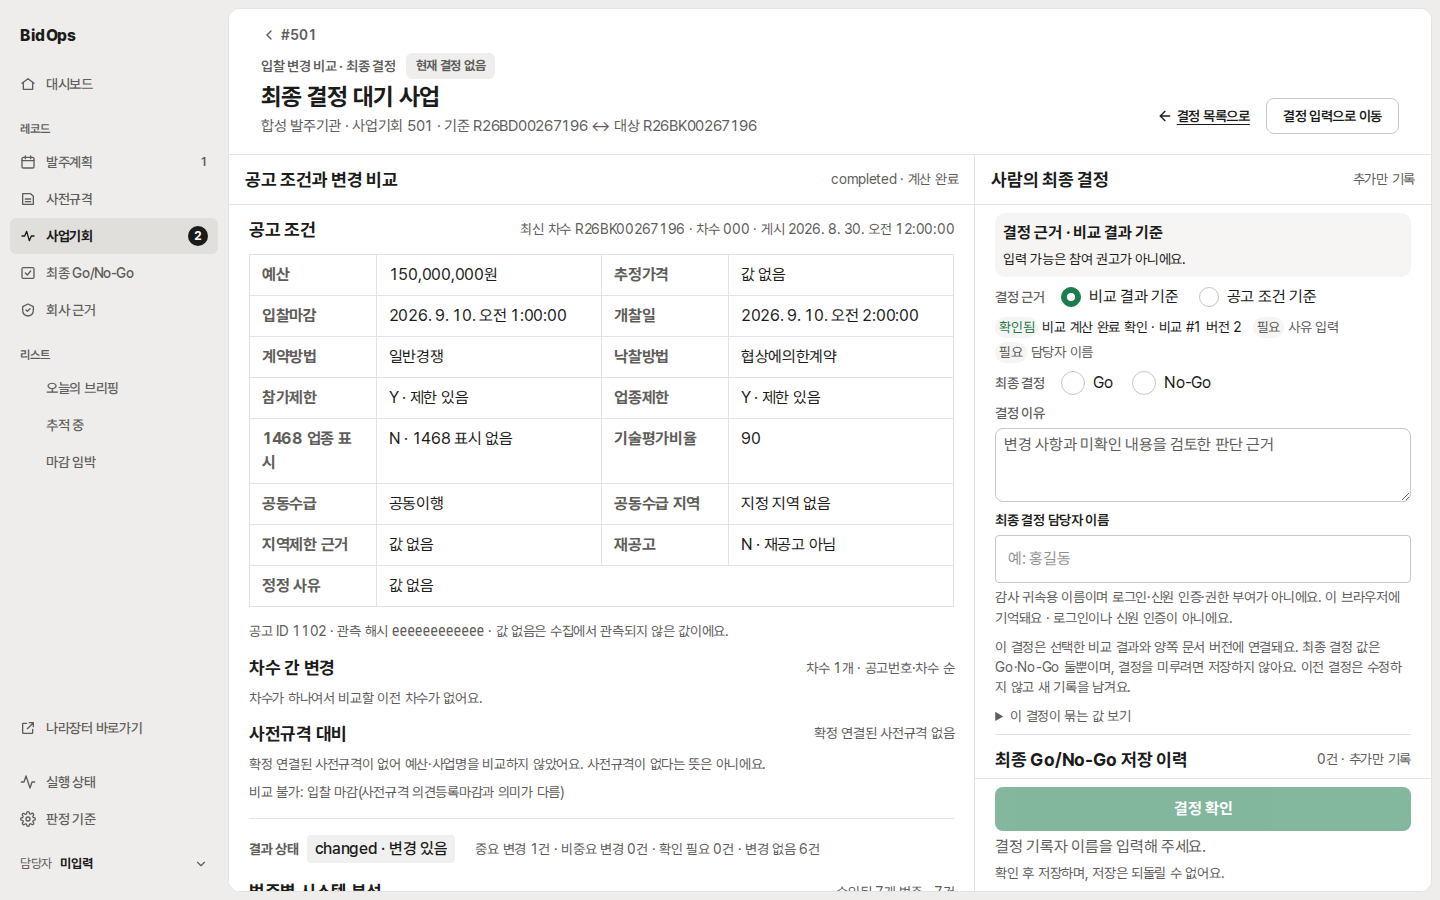 BidOps
대시보드
레코드
발주계획 1
사전규격
사업기회 2
최종 Go/No-Go
회사 근거
리스트
오늘의 브리핑
추적 중
마감 임박
나라장터 바로가기
실행 상태
판정 기준
담당자 미입력
#501
입찰 변경 비교 · 최종 결정 현재 결정 없음
최종 결정 대기 사업
합성 발주기관 · 사업기회 501 · 기준 R26BD00267196 ↔ 대상 R26BK00267196
← 결정 목록으로 결정 입력으로 이동
공고 조건과 변경 비교 completed · 계산 완료
공고 조건 최신 차수 R26BK00267196 · 차수 000 · 게시 2026. 8. 30. 오전 12:00:00
예산 150,000,000원 추정가격 값 없음
입찰마감 2026. 9. 10. 오전 1:00:00 개찰일 2026. 9. 10. 오전 2:00:00
계약방법 일반경쟁 낙찰방법 협상에의한계약
참가제한 Y · 제한 있음 업종제한 Y · 제한 있음
1468 업종 표 N · 1468 표시 없음 기술평가비율 90
시
공동수급 공동이행 공동수급 지역 지정 지역 없음
지역제한 근거 값 없음 재공고 N · 재공고 아님
정정 사유 값 없음
공고 ID 1102 · 관측 해시 eeeeeeeeeeee · 값 없음은 수집에서 관측되지 않은 값이에요.
차수 간 변경 차수 1개 · 공고번호·차수 순
차수가 하나여서 비교할 이전 차수가 없어요.
사전규격 대비 확정 연결된 사전규격 없음
확정 연결된 사전규격이 없어 예산·사업명을 비교하지 않았어요. 사전규격이 없다는 뜻은 아니에요.
비교 불가: 입찰 마감(사전규격 의견등록마감과 의미가 다름)
결과 상태 changed · 변경 있음 중요 변경 1건 · 비중요 변경 0건 · 확인 필요 0건 · 변경 없음 6건
사람의 최종 결정 추가만 기록
결정 근거 · 비교 결과 기준
입력 가능은 참여 권고가 아니에요.
결정 근거 비교 결과 기준 공고 조건 기준
확인됨 비교 계산 완료 확인 · 비교 #1 버전 2 필요 사유 입력
필요 담당자 이름
최종 결정 Go No-Go
결정 이유
변경 사항과 미확인 내용을 검토한 판단 근거
최종 결정 담당자 이름
예: 홍길동
감사 귀속용 이름이며 로그인·신원 인증·권한 부여가 아니에요. 이 브라우저에
기억돼요 · 로그인이나 신원 인증이 아니에요.
이 결정은 선택한 비교 결과와 양쪽 문서 버전에 연결돼요. 최종 결정 값은
Go·No-Go 둘뿐이며, 결정을 미루려면 저장하지 않아요. 이전 결정은 수정하
지 않고 새 기록을 남겨요.
▶ 이 결정이 묶는 값 보기
최종 Go/No-Go 저장 이력 0건 · 추가만 기록
결정 확인
결정 기록자 이름을 입력해 주세요.
확인 후 저장하며, 저장은 되돌릴 수 없어요.